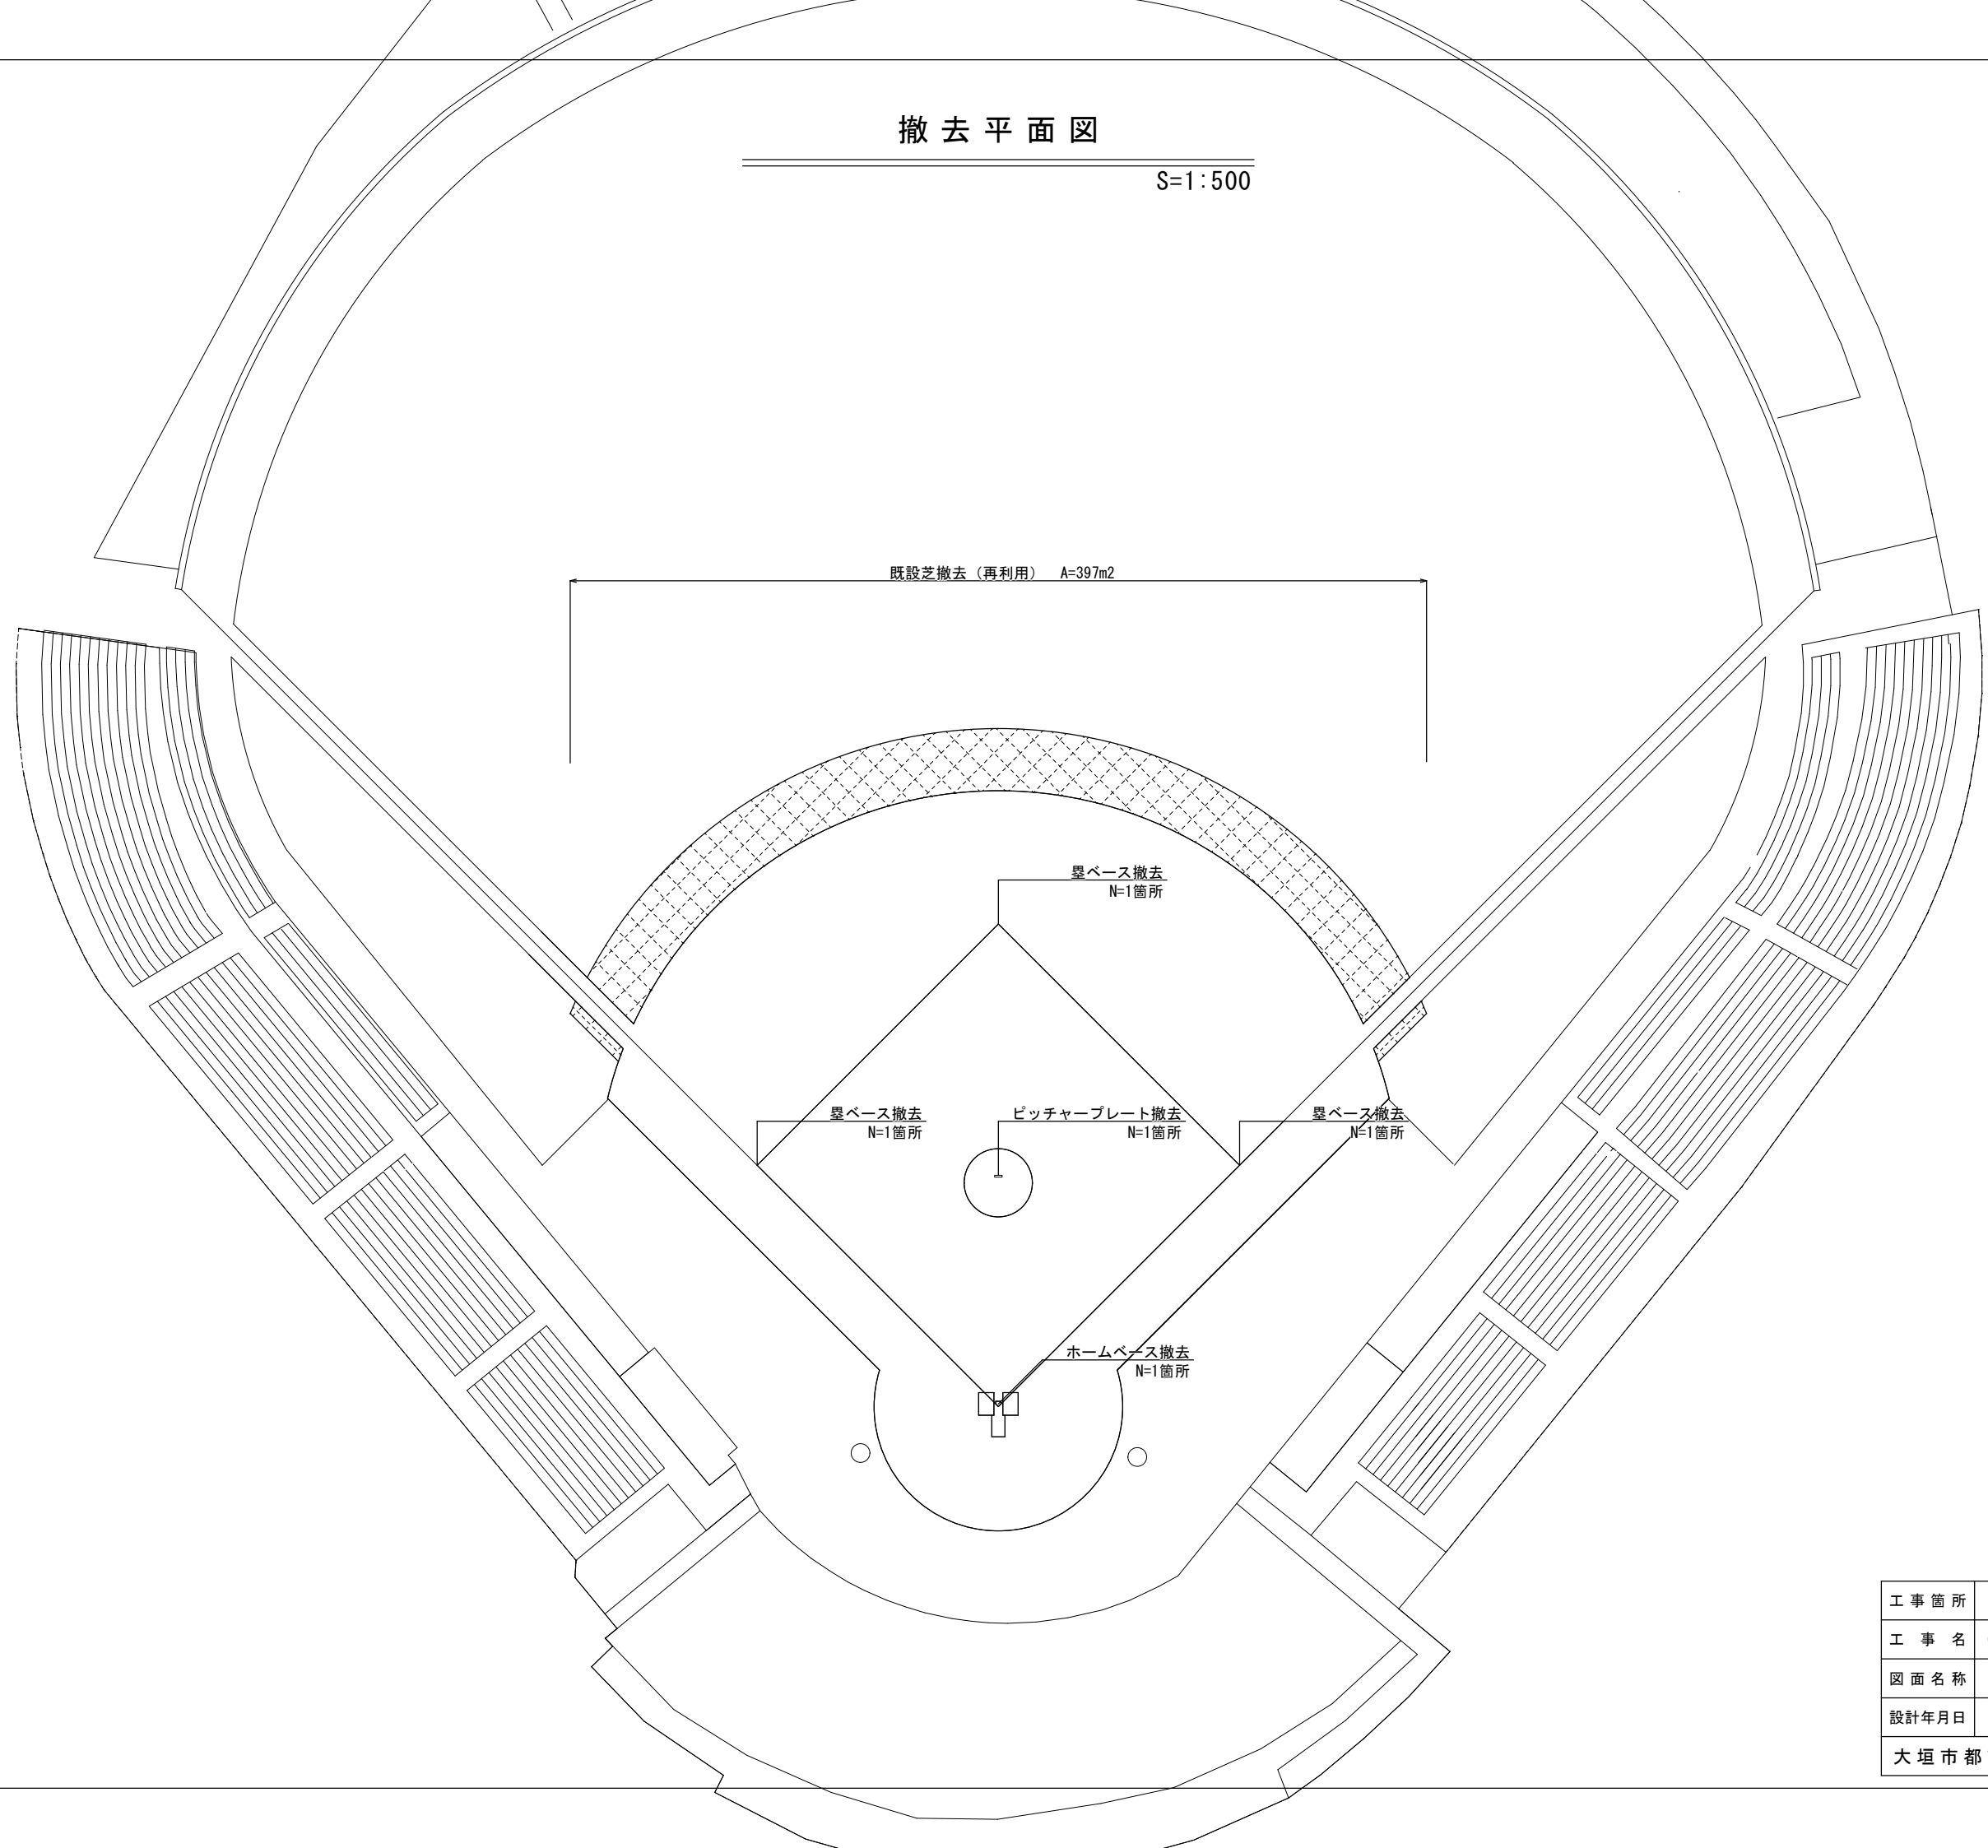 撤去平面図
S=1:500
既設芝撤去（再利用） A=397m2
塁ベース撤去
N=1箇所
塁ベース撤去
N=1箇所
ピッチャープレート撤去
N=1箇所
塁ベース撤去
N=1箇所
ホームベース撤去
N=1箇所
工事箇所
工事名
図面名称
設計年月日
大垣市都